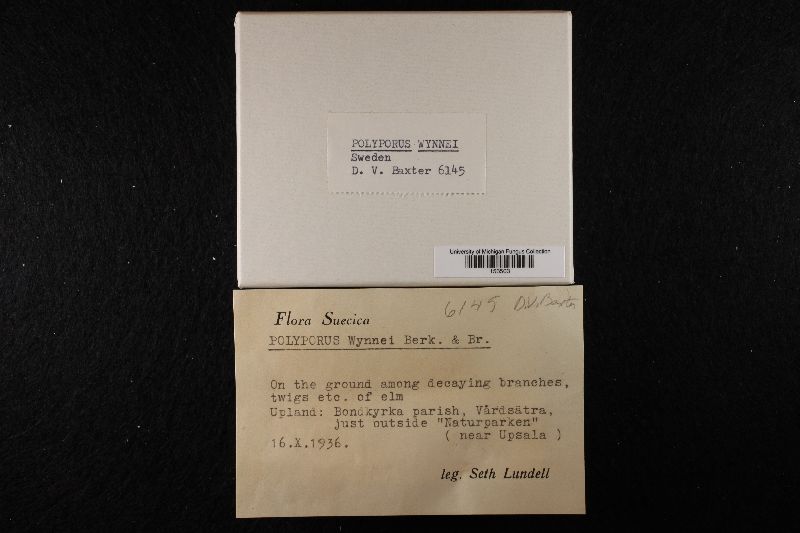 POLYPORUS WYNNEI
Sweden
D. V. Baxter 6145
University of Michigan Fungus Collection
153503
6145 D.V. Baxter
Flora Suecica
POLYPORUS Wynnei Berk. & Br.
On the ground among decaying branches,
twigs etc. of elm
Upland: Bondkyrka parish, Vårdsätra,
just outside "Naturparken"
( near Upsala )
16.X.1936.
leg. Seth Lundell